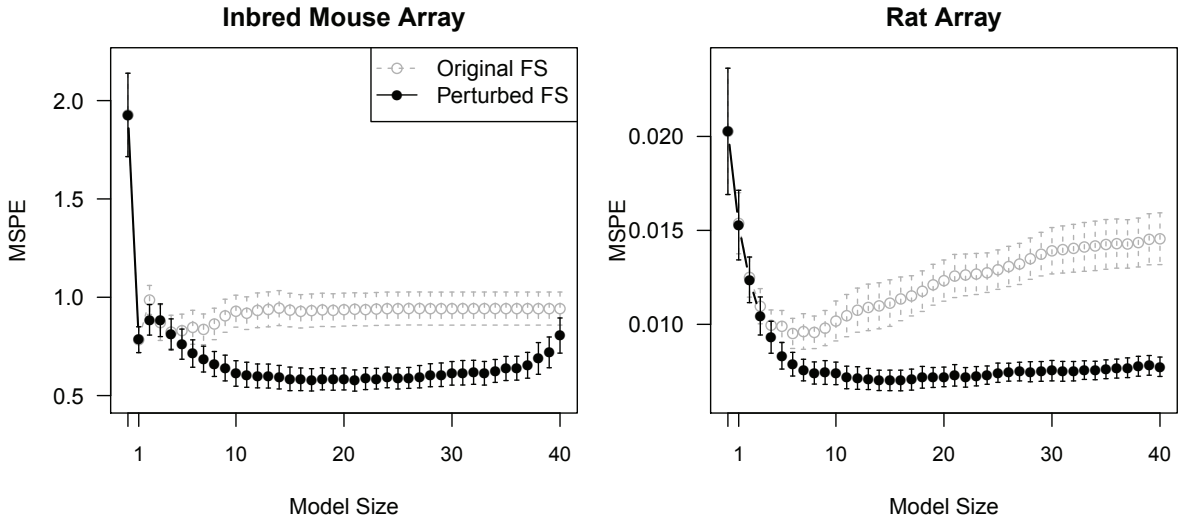 Inbred Mouse Array
MSPE
2.0
1.5
1.0
0.5
Original FS
Perturbed FS
1
10
20
30
40
Model Size
Rat Array
MSPE
0.020
0.015
0.010
1
10
20
30
40
Model Size